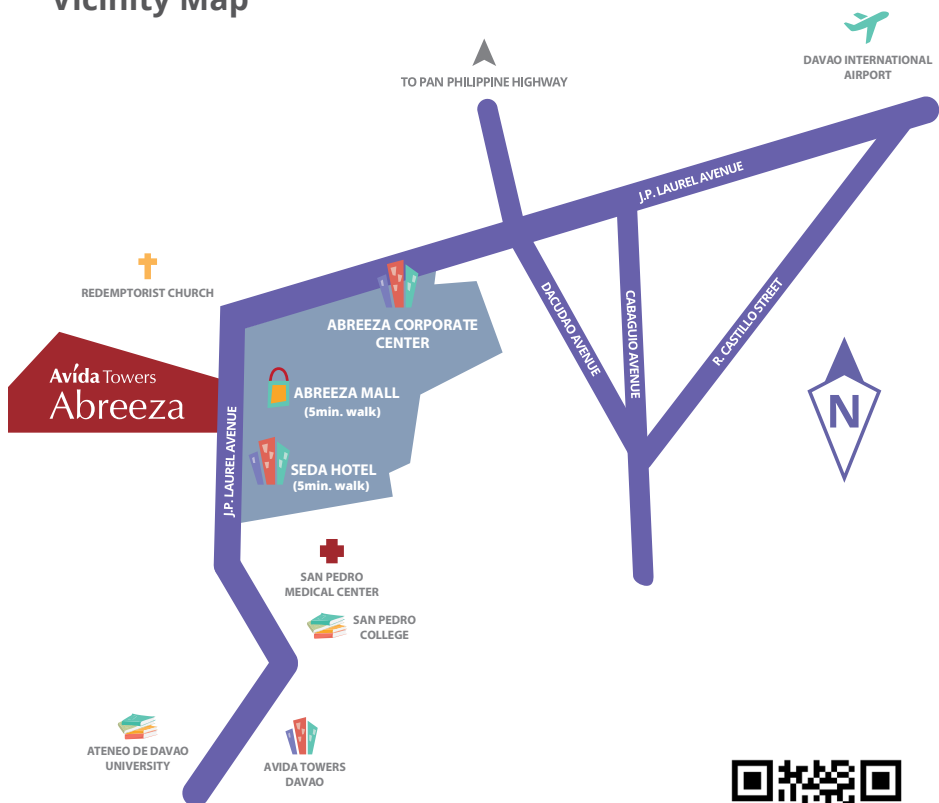 Vicinity Map
DAVAO INTERNATIONAL
AIRPORT
TO PAN PHILIPPINE HIGHWAY
J.P. LAUREL AVENUE
REDEMPTORIST CHURCH
ABREEZA CORPORATE
CENTER
DACUDAO AVENUE
CABAGUIO AVENUE
R. CASTILLO STREET
Avída Towers
Abreeza
ABREEZA MALL
(5min. walk)
N
J.P. LAUREL AVENUE
SEDA HOTEL
(5min. walk)
SAN PEDRO
MEDICAL CENTER
SAN PEDRO
COLLEGE
ATENEO DE DAVAO
UNIVERSITY
AVIDA TOWERS
DAVAO